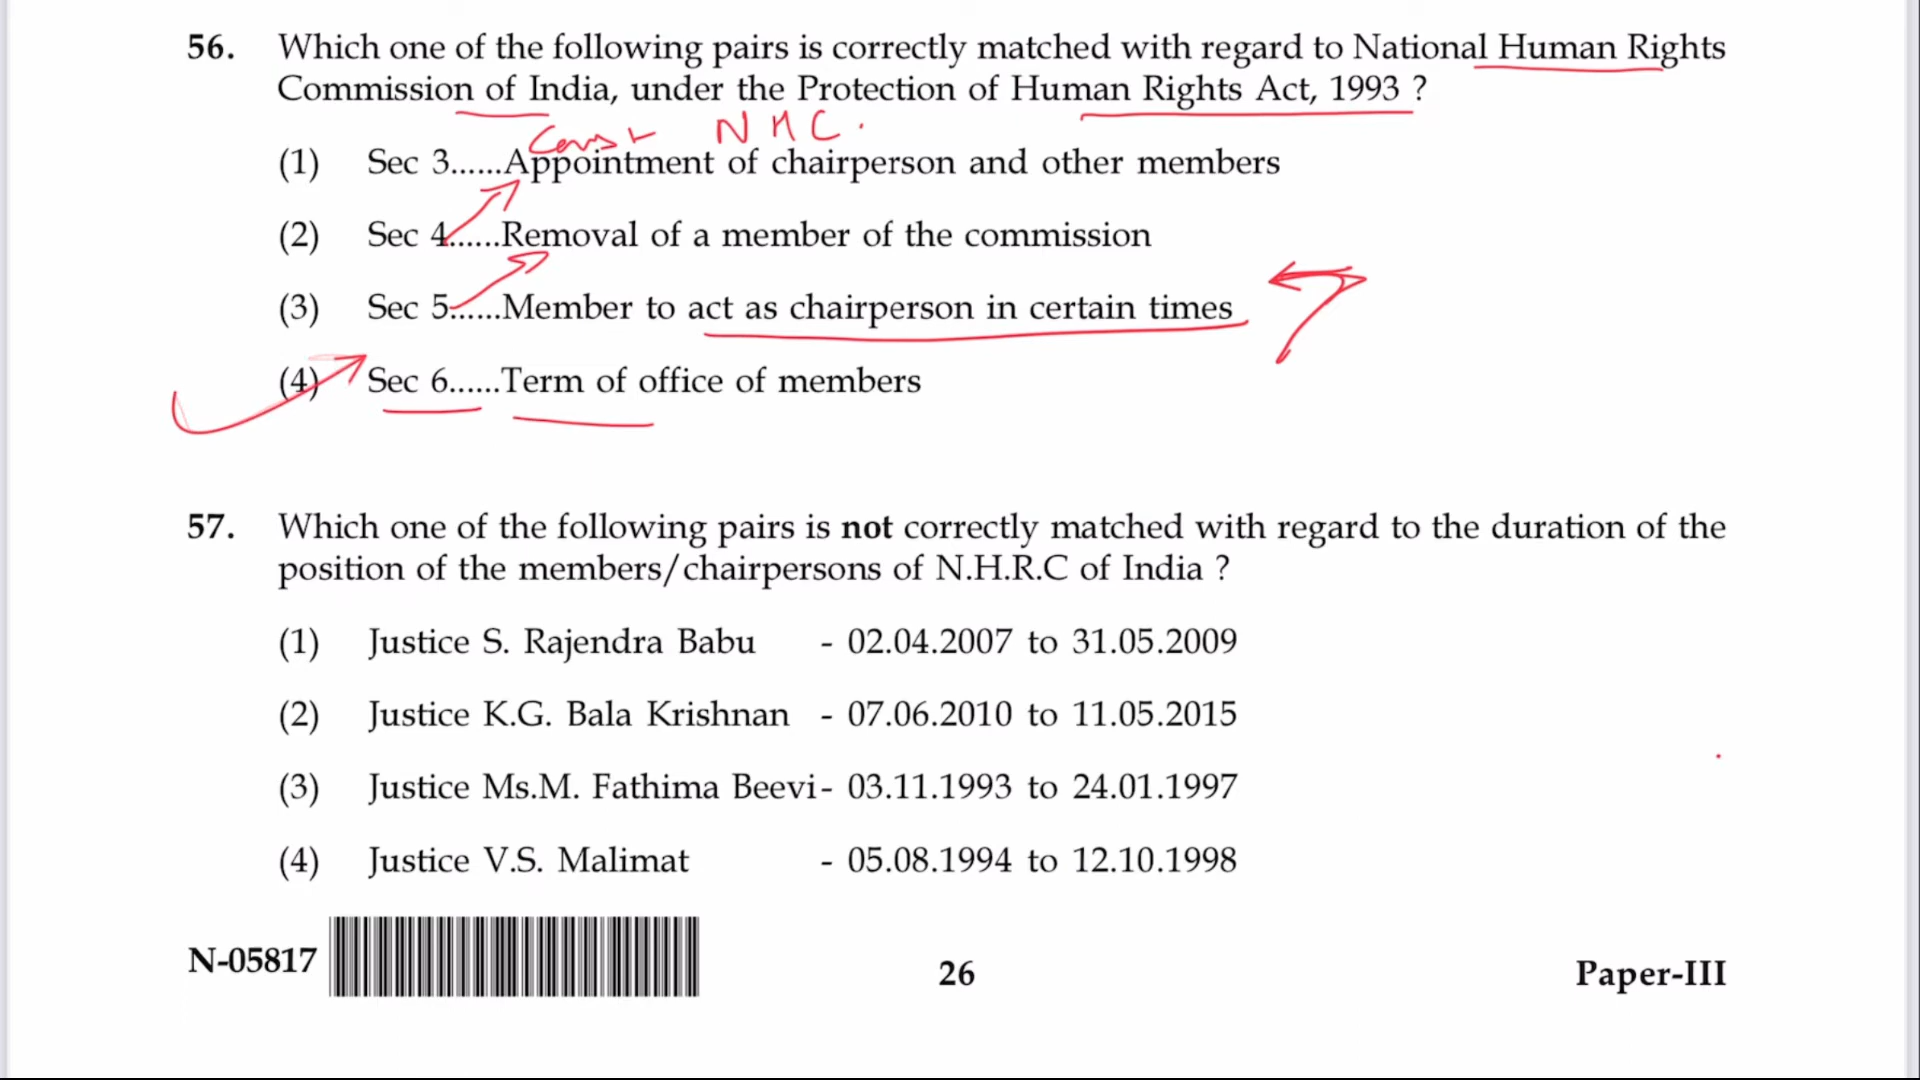 56. Which one of the following pairs is correctly matched with regard to National Human Rights
Commission of India, under the Protection of Human Rights Act, 1993 ?
N H C .
(1) Sec 3......Appointment of chairperson and other members
(2) Sec 4......Removal of a member of the commission
(3) Sec 5......Member to act as chairperson in certain times
(4) Sec 6......Term of office of members
57. Which one of the following pairs is not correctly matched with regard to the duration of the
position of the members/chairpersons of N.H.R.C of India ?
(1) Justice S. Rajendra Babu - 02.04.2007 to 31.05.2009
(2) Justice K.G. Bala Krishnan - 07.06.2010 to 11.05.2015
(3) Justice Ms.M. Fathima Beevi - 03.11.1993 to 24.01.1997
(4) Justice V.S. Malimat - 05.08.1994 to 12.10.1998
N-05817
26
Paper-III